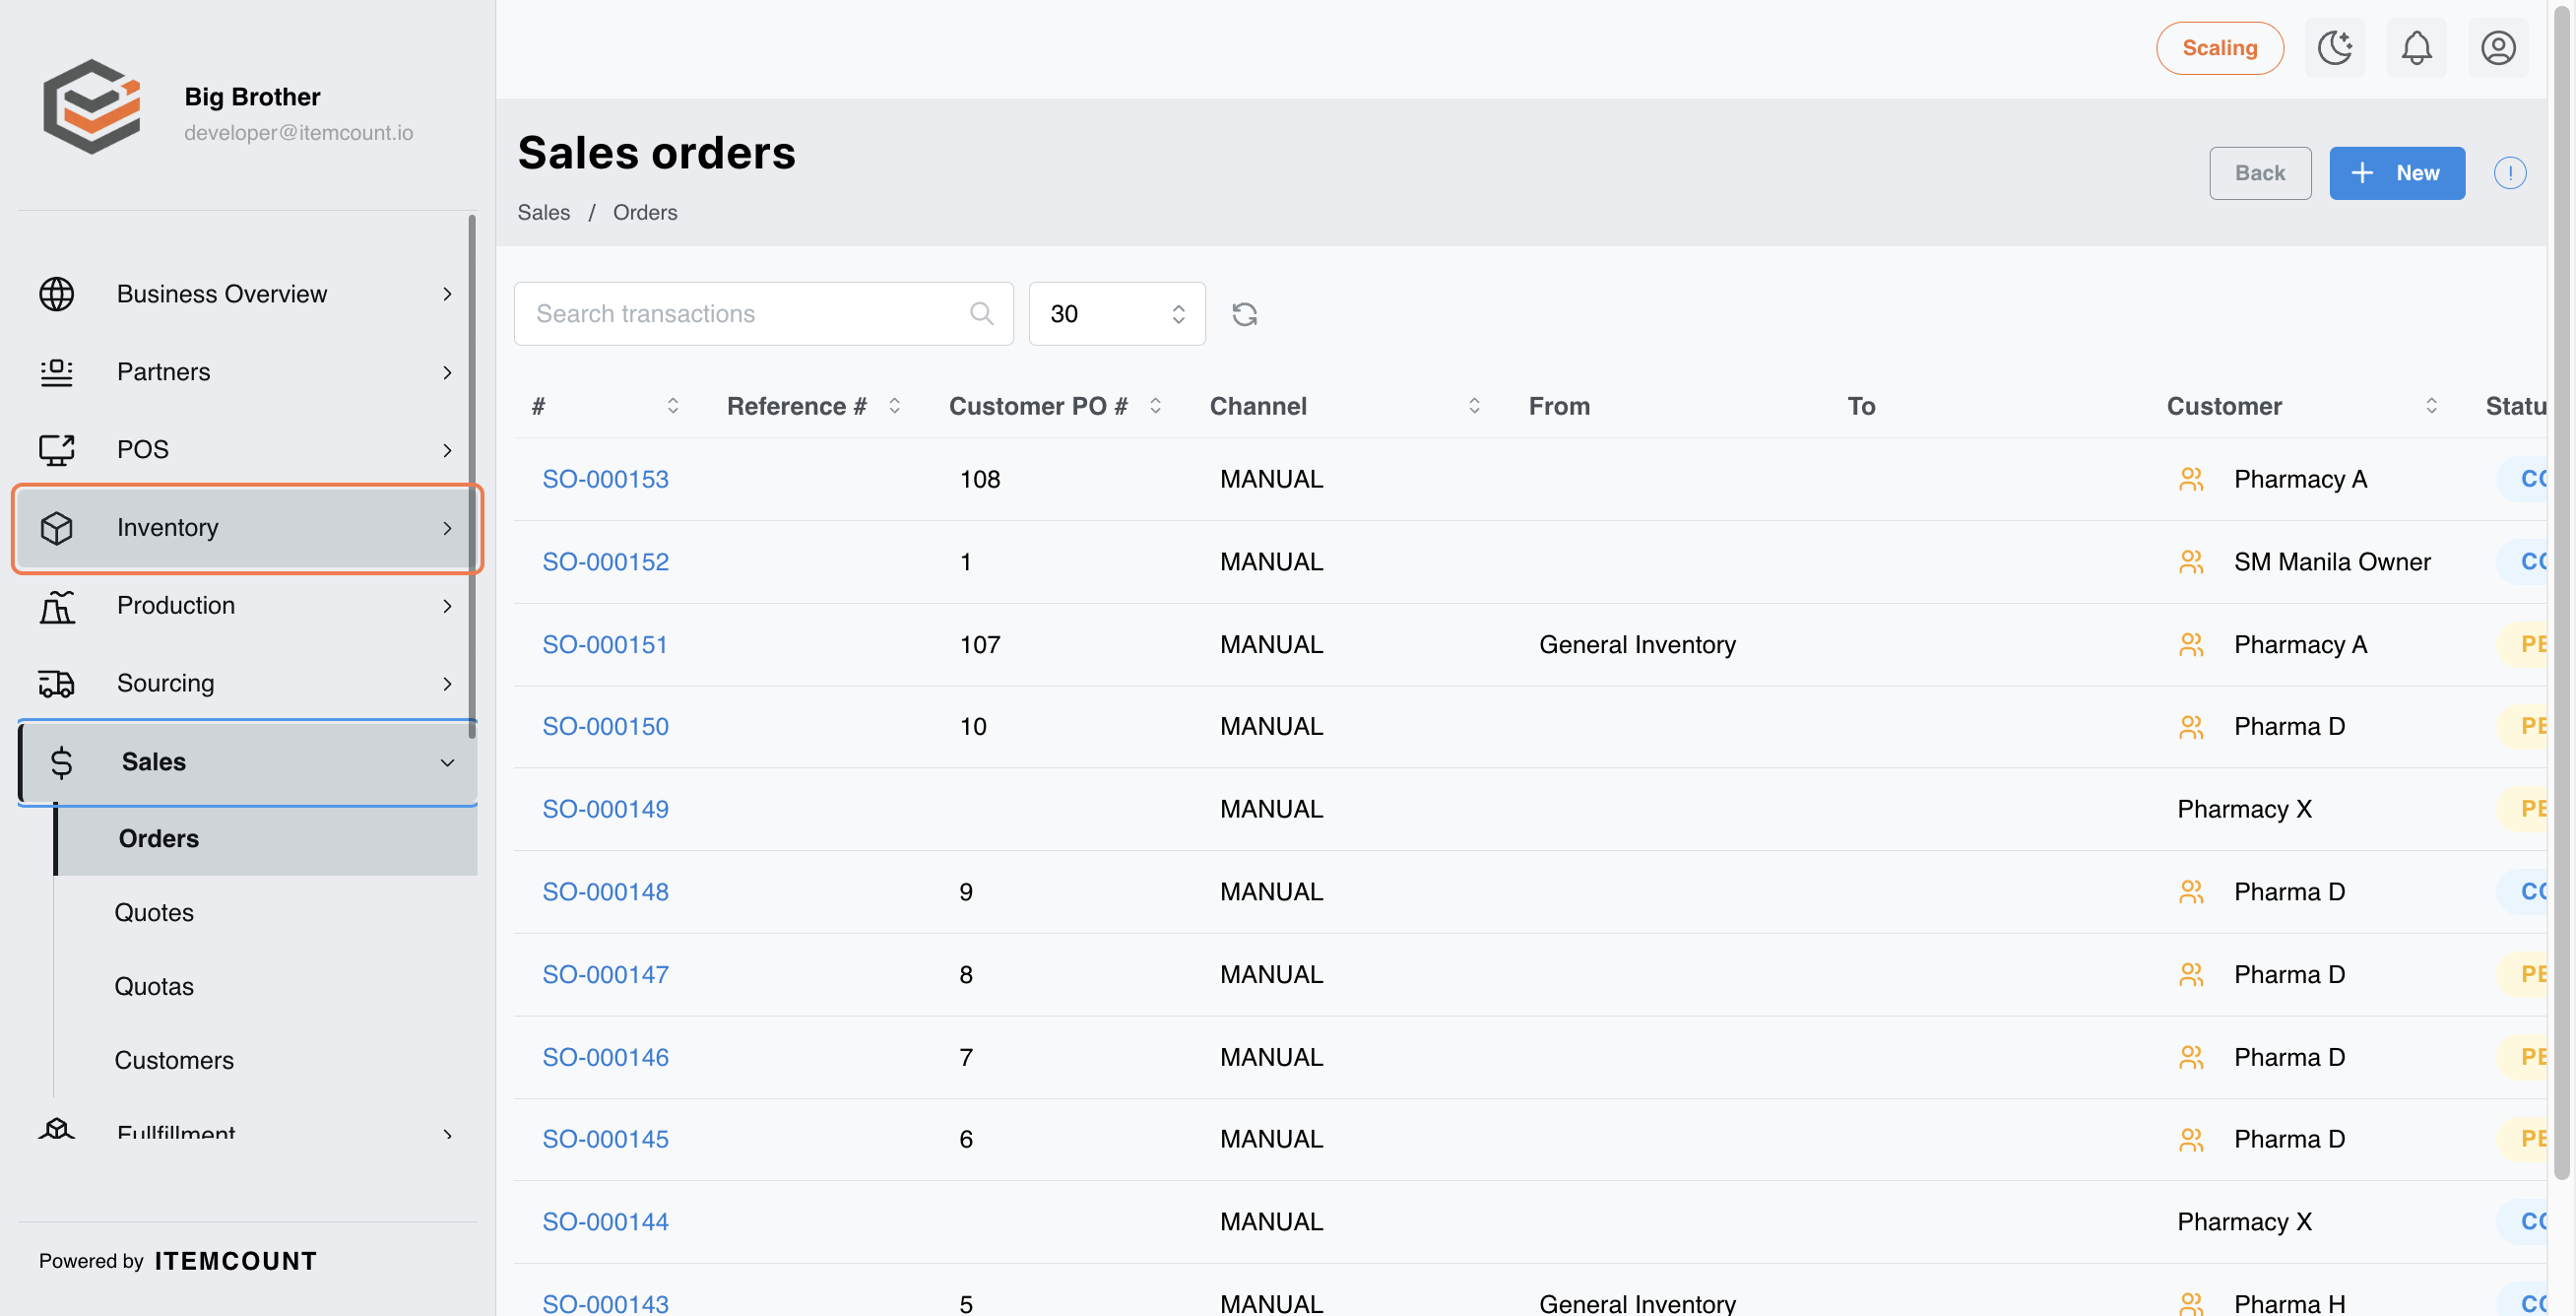 Big Brother
developer@itemcount.io
Business Overview
Partners
POS
Inventory
Production
Sourcing
Sales
Orders
Quotes
Quotas
Customers
Fullfillment
Powered by ITEMCOUNT
Scaling
Sales orders
Sales / Orders
Back
New
Search transactions
30
# Reference # Customer PO # Channel From To Customer Statu
SO-000153 108 MANUAL Pharmacy A CO
SO-000152 1 MANUAL SM Manila Owner CO
SO-000151 107 MANUAL General Inventory Pharmacy A PE
SO-000150 10 MANUAL Pharma D PE
SO-000149 MANUAL Pharmacy X PE
SO-000148 9 MANUAL Pharma D CO
SO-000147 8 MANUAL Pharma D PE
SO-000146 7 MANUAL Pharma D PE
SO-000145 6 MANUAL Pharma D PE
SO-000144 MANUAL Pharmacy X CO
SO-000143 5 MANUAL General Inventory Pharma H CO